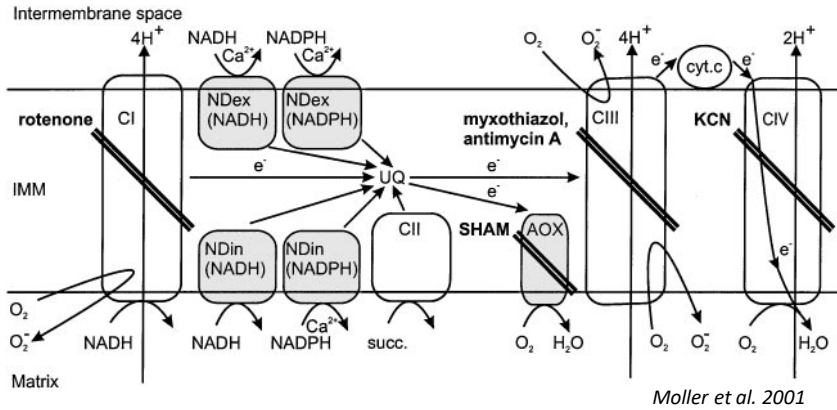 Intermembrane space
4H+
NADH
Ca2+
NADPH
Ca2+
O2
O2-
4H+
e-
cyt.c
e-
2H+
rotenone
CI
NDex
(NADH)
NDex
(NADPH)
myxothiazol,
antimycin A
CIII
KCN
CIV
IMM
e-
UQ
e-
e-
NDin
(NADH)
NDin
(NADPH)
CII
SHAM
AOX
e-
O2
O2-
NADH
NADH
Ca2+
NADPH
succ.
O2
H2O
O2
O2-
O2
H2O
Matrix
Moller et al. 2001